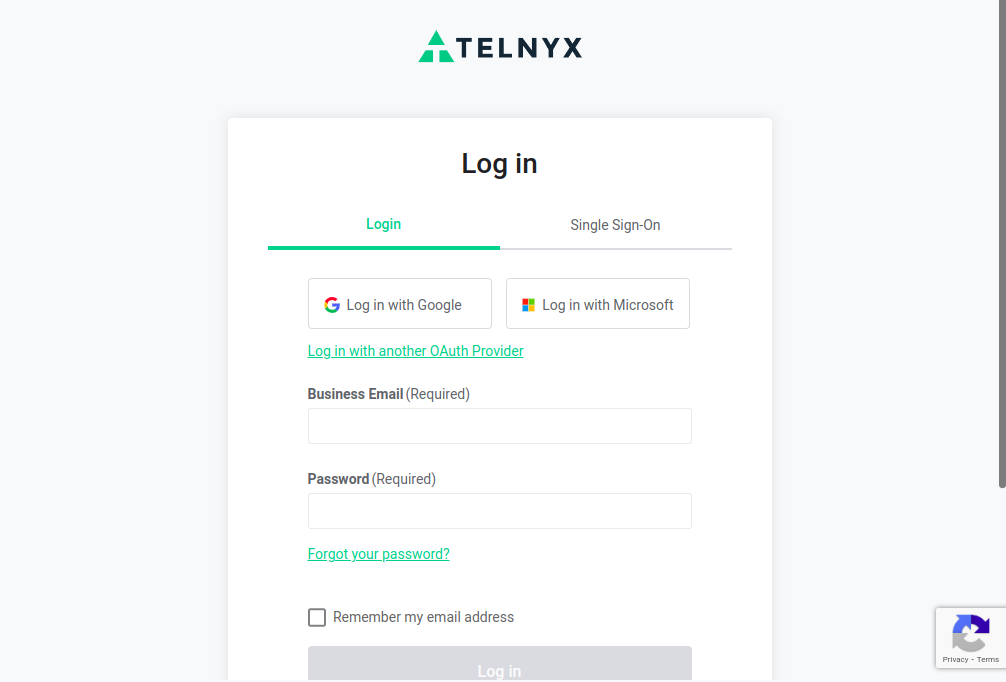 TELNYX
Log in
Login
Single Sign-On
Log in with Google
Log in with Microsoft
Log in with another OAuth Provider
Business Email (Required)
Password (Required)
Forgot your password?
Remember my email address
Log in
Privacy - Terms